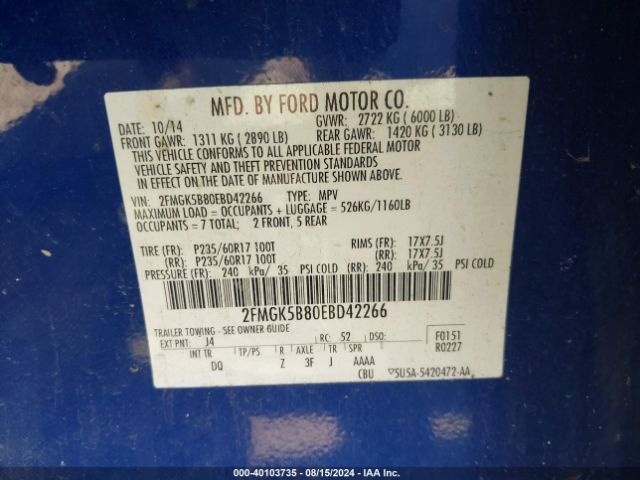 MFD. BY FORD MOTOR CO.
DATE: 10/14 GVWR: 2722 KG ( 6000 LB)
FRONT GAWR: 1311 KG ( 2890 LB) REAR GAWR: 1420 KG ( 3130 LB)
THIS VEHICLE CONFORMS TO ALL APPLICABLE FEDERAL MOTOR
VEHICLE SAFETY AND THEFT PREVENTION STANDARDS
IN EFFECT ON THE DATE OF MANUFACTURE SHOWN ABOVE.
VIN: 2FMGK5B80EBD42266 TYPE: MPV
MAXIMUM LOAD = OCCUPANTS + LUGGAGE = 526KG/1160LB
OCCUPANTS = 7 TOTAL; 2 FRONT, 5 REAR
TIRE (FR): P235/60R17 100T RIMS (FR): 17X7.5J
(RR): P235/60R17 100T (RR): 17X7.5J
PRESSURE (FR): 240 kPa/ 35 PSI COLD (RR): 240 kPa/ 35 PSI COLD
2FMGK5B80EBD42266
TRAILER TOWING - SEE OWNER GUIDE
EXT PNT: J4 RC: 52 DSO: F0151
INT TR TP/PS R AXLE TR SPR R0227
DQ Z 3F J AAAA
CBU ▽5U5A-5420472-AA
000-40103735 - 08/15/2024 - IAA Inc.